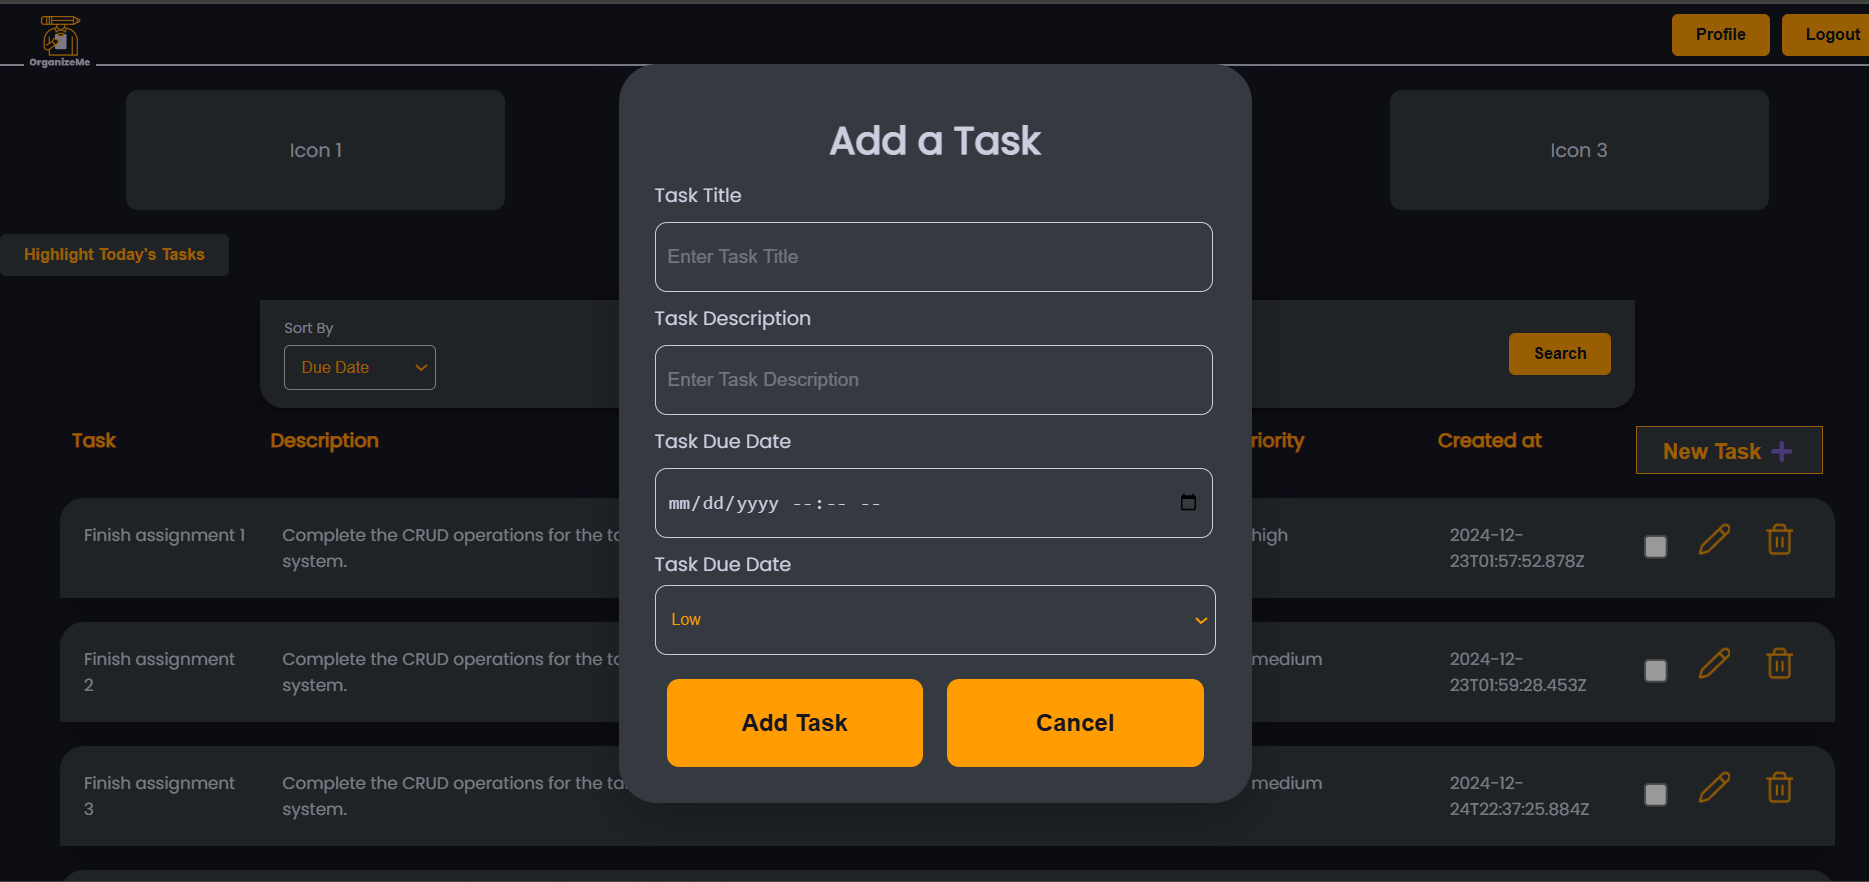 OrganizeMe
Profile
Logout
Icon 1
Icon 3
Highlight Today's Tasks
Sort By
Due Date
Search
Task
Description
riority
Created at
New Task
Finish assignment 1
Complete the CRUD operations for the ta
system.
high
2024-12-
23T01:57:52.878Z
Finish assignment
2
Complete the CRUD operations for the ta
system.
medium
2024-12-
23T01:59:28.453Z
Finish assignment
3
Complete the CRUD operations for the ta
system.
medium
2024-12-
24T22:37:25.884Z
Add a Task
Task Title
Enter Task Title
Task Description
Enter Task Description
Task Due Date
mm/dd/yyyy --:-- --
Task Due Date
Low
Add Task
Cancel